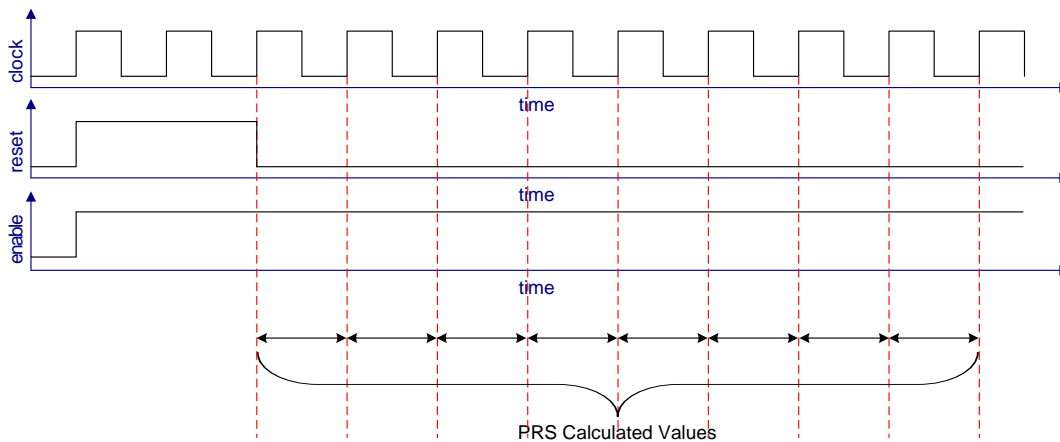 clock
time
reset
time
enable
time
PRS Calculated Values